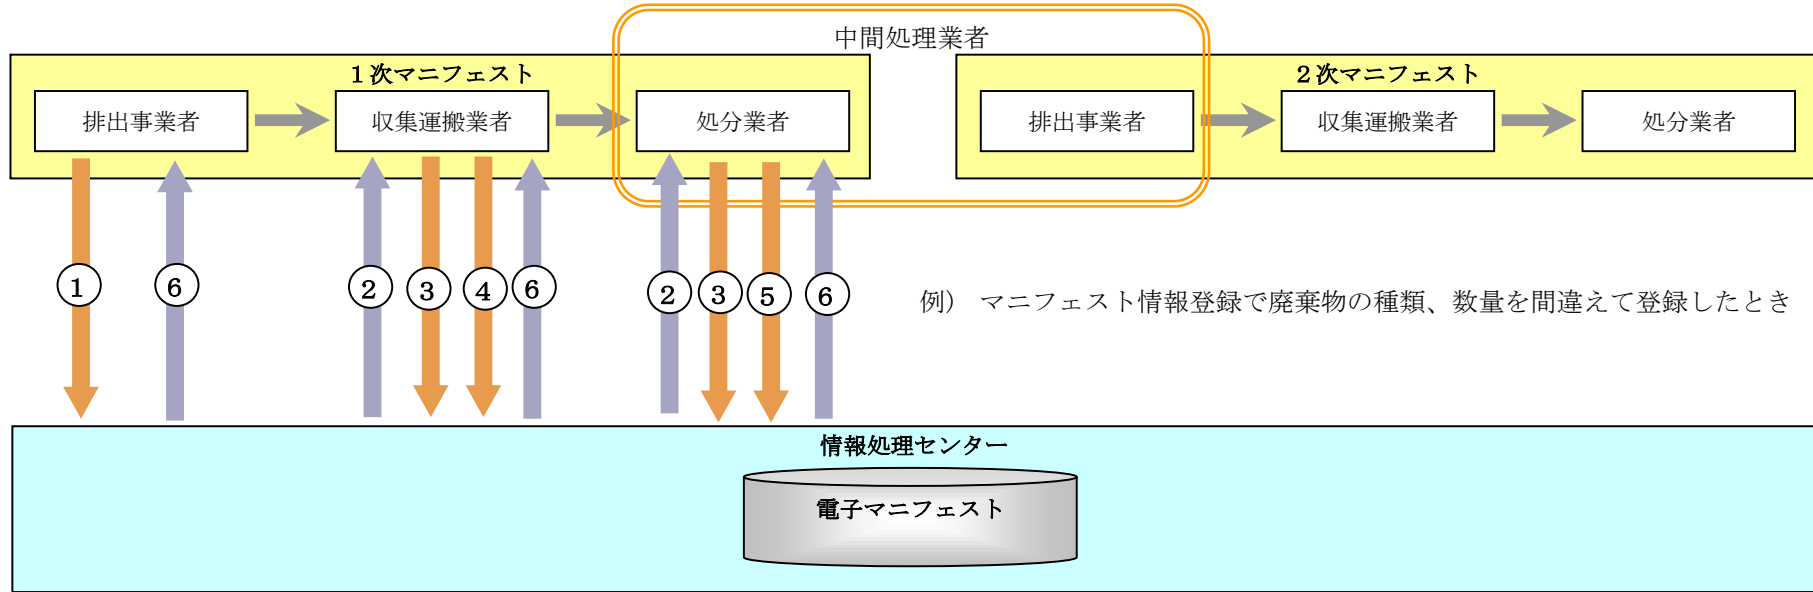 中間処理業者
1次マニフェスト
2次マニフェスト
排出事業者
収集運搬業者
処分業者
排出事業者
収集運搬業者
処分業者
1
6
2
3
4
6
2
3
5
6
例） マニフェスト情報登録で廃棄物の種類、数量を間違えて登録したとき
情報処理センター
電子マニフェスト